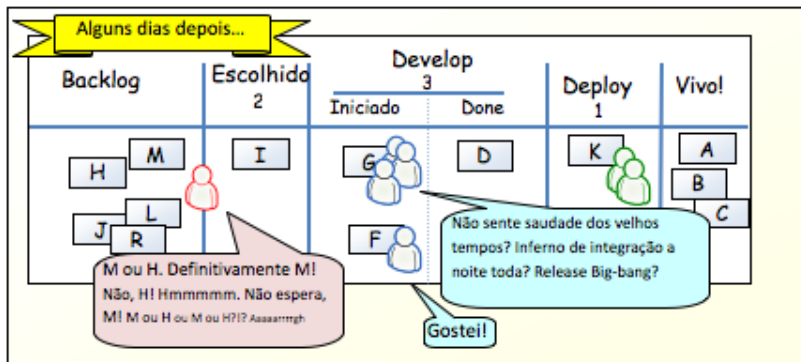 Alguns dias depois...
Backlog
Escolhido
2
Develop
3
Iniciado
Done
Deploy
1
Vivo!
H
M
J
L
R
I
G
F
D
K
A
B
C
M ou H. Definitivamente M!
Não, H! Hmmmmm. Não espera,
M! M ou H ou M ou H?!? Aaaaarrrrgh
Não sente saudade dos velhos
tempos? Inferno de integração a
noite toda? Release Big-bang?
Gostei!